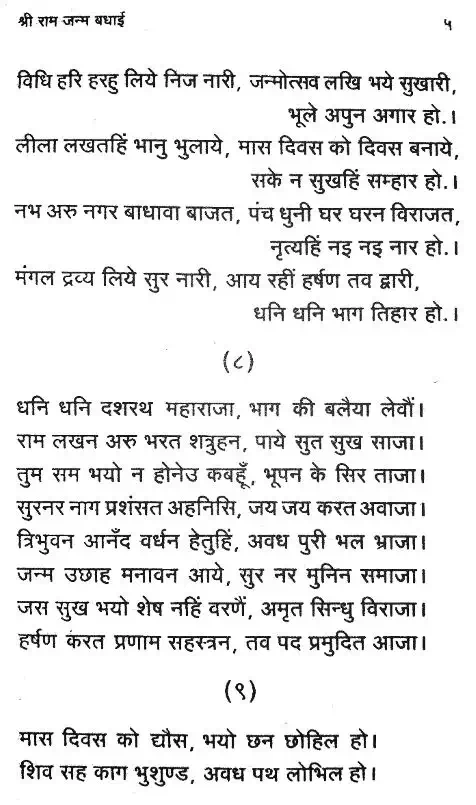 श्री राम जन्म बधाई ५
विधि हरि हरहु लिये निज नारी, जन्मोत्सव लखि भये सुखारी,
भूले अपुन अगार हो.।
लीला लखतहिं भानु भुलाये, मास दिवस को दिवस बनाये,
सके न सुखहिं सम्हार हो.।
नभ अरु नगर बाधावा बाजत, पंच धुनी घर घरन विराजत,
नृत्यहिं नइ नइ नार हो.।
मंगल द्रव्य लिये सुर नारी, आय रहीं हर्षण तव द्वारी,
धनि धनि भाग तिहार हो.।
(८)
धनि धनि दशरथ महाराजा, भाग की बलैया लेवौं।
राम लखन अरु भरत शत्रुहन, पाये सुत सुख साजा।
तुम सम भयो न होनेउ कबहूँ, भूपन के सिर ताजा।
सुरनर नाग प्रशंसत अहनिसि, जय जय करत अवाजा।
त्रिभुवन आनँद वर्धन हेतुहिं, अवध पुरी भल भ्राजा।
जन्म उछाह मनावन आये, सुर नर मुनिन समाजा।
जस सुख भयो शेष नहिं वरणैं, अमृत सिन्धु विराजा।
हर्षण करत प्रणाम सहस्त्रन, तव पद प्रमुदित आजा।
(९)
मास दिवस को द्यौस, भयो छन छोहिल हो।
शिव सह काग भुशुण्ड, अवध पथ लोभिल हो।